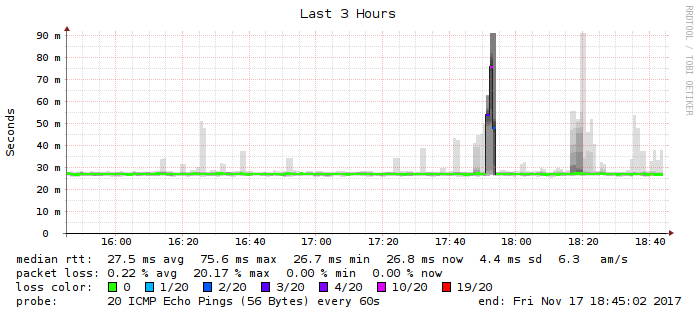 Last 3 Hours
RRDTOOL / TOBI OETIKER
Seconds
90 m
80 m
70 m
60 m
50 m
40 m
30 m
20 m
10 m
0
16:00 16:20 16:40 17:00 17:20 17:40 18:00 18:20 18:40
median rtt: 27.5 ms avg 75.6 ms max 26.7 ms min 26.8 ms now 4.4 ms sd 6.3 am/s
packet loss: 0.22 % avg 20.17 % max 0.00 % min 0.00 % now
loss color: 0 1/20 2/20 3/20 4/20 10/20 19/20
probe: 20 ICMP Echo Pings (56 Bytes) every 60s end: Fri Nov 17 18:45:02 2017